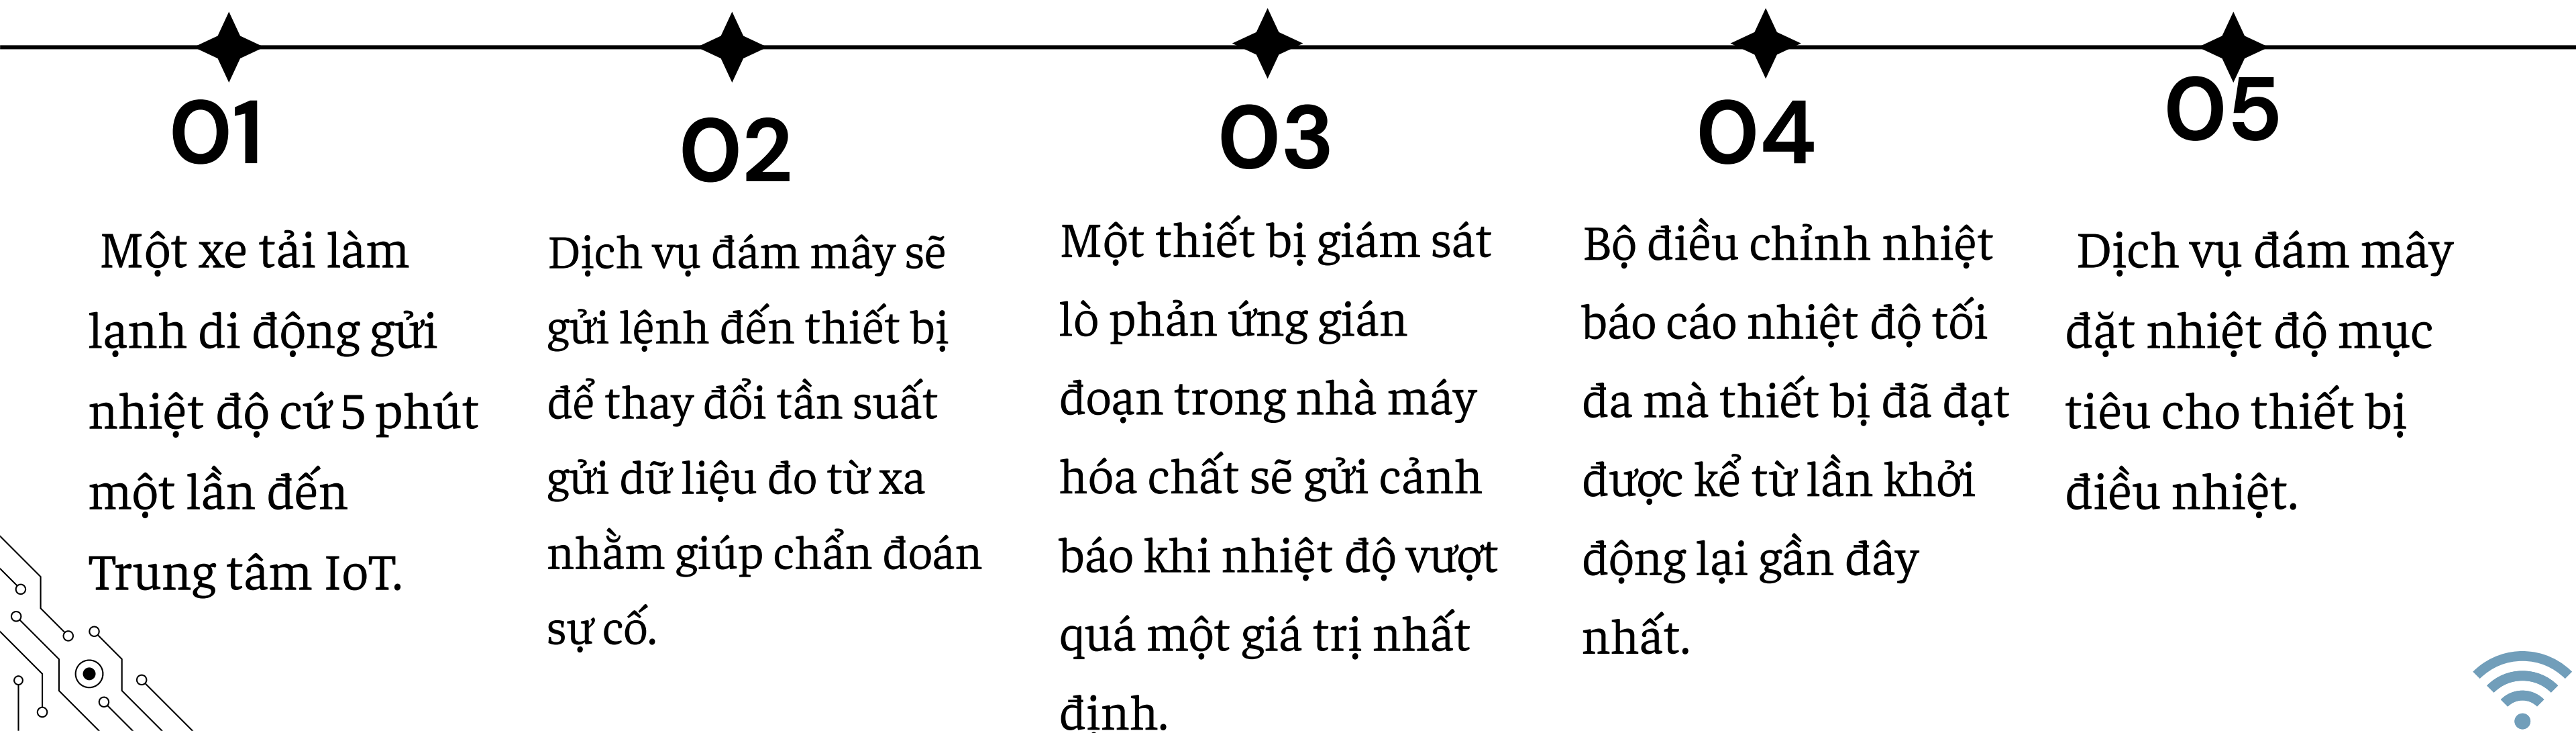 01
Một xe tải làm
lạnh di động gửi
nhiệt độ cứ 5 phút
một lần đến
Trung tâm IoT.
02
Dịch vụ đám mây sẽ
gửi lệnh đến thiết bị
để thay đổi tần suất
gửi dữ liệu đo từ xa
nhằm giúp chẩn đoán
sự cố.
03
Một thiết bị giám sát
lò phản ứng gián
đoạn trong nhà máy
hóa chất sẽ gửi cảnh
báo khi nhiệt độ vượt
quá một giá trị nhất
định.
04
Bộ điều chỉnh nhiệt
báo cáo nhiệt độ tối
đa mà thiết bị đã đạt
được kể từ lần khởi
động lại gần đây
nhất.
05
Dịch vụ đám mây
đặt nhiệt độ mục
tiêu cho thiết bị
điều nhiệt.